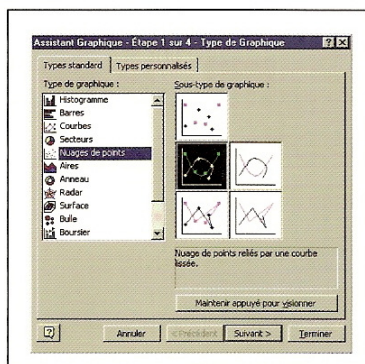 Assistant Graphique - Étape 1 sur 4 - Type de Graphique
Types standard Types personnalisés
Type de graphique : Sous-type de graphique :
Histogramme
Barres
Courbes
Secteurs
Nuages de points
Aires
Anneau
Radar
Surface
Bulle
Boursier
Nuage de points reliés par une courbe
lissée.
Maintenir appuyé pour visionner
Annuler < Précédent Suivant > Terminer